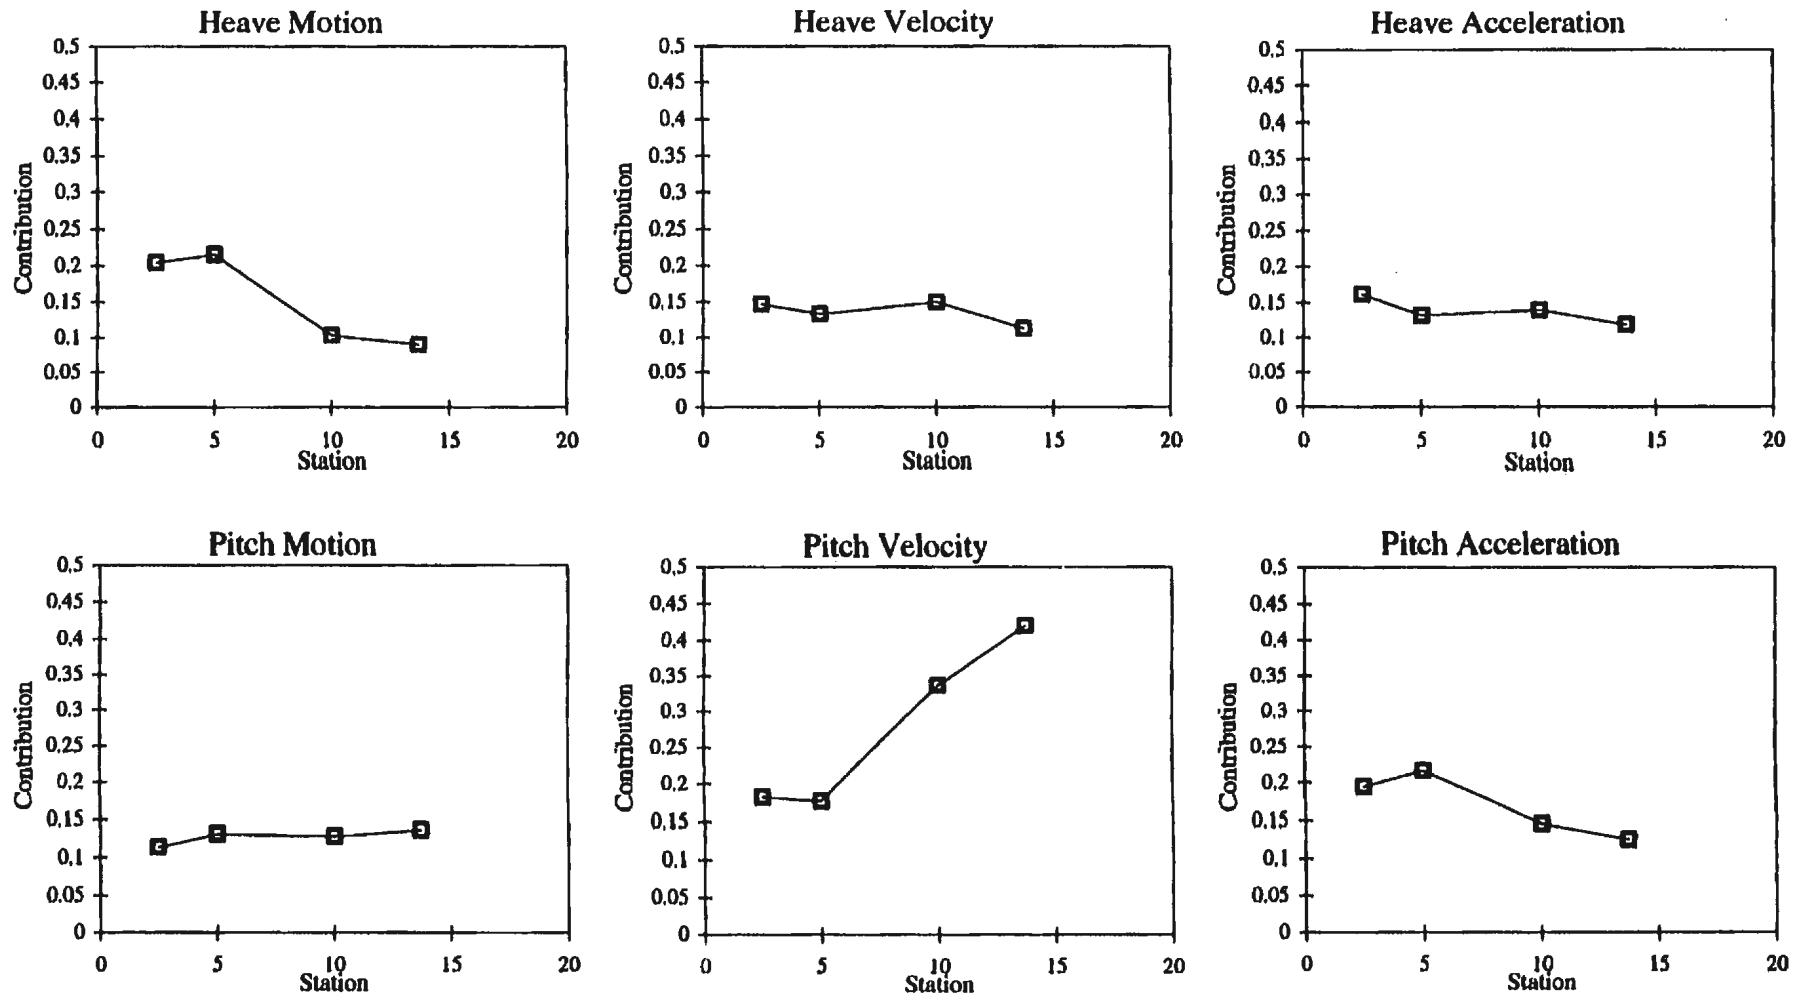 Heave Motion
0.5
0.45
0.4
0.35
0.3
0.25
0.2
0.15
0.1
0.05
0
Contribution
0 5 10 15 20
Station
Heave Velocity
0.5
0.45
0.4
0.35
0.3
0.25
0.2
0.15
0.1
0.05
0
Contribution
0 5 10 15 20
Station
Heave Acceleration
0.5
0.45
0.4
0.35
0.3
0.25
0.2
0.15
0.1
0.05
0
Contribution
0 5 10 15 20
Station
Pitch Motion
0.5
0.45
0.4
0.35
0.3
0.25
0.2
0.15
0.1
0.05
0
Contribution
0 5 10 15 20
Station
Pitch Velocity
0.5
0.45
0.4
0.35
0.3
0.25
0.2
0.15
0.1
0.05
0
Contribution
0 5 10 15 20
Station
Pitch Acceleration
0.5
0.45
0.4
0.35
0.3
0.25
0.2
0.15
0.1
0.05
0
Contribution
0 5 10 15 20
Station